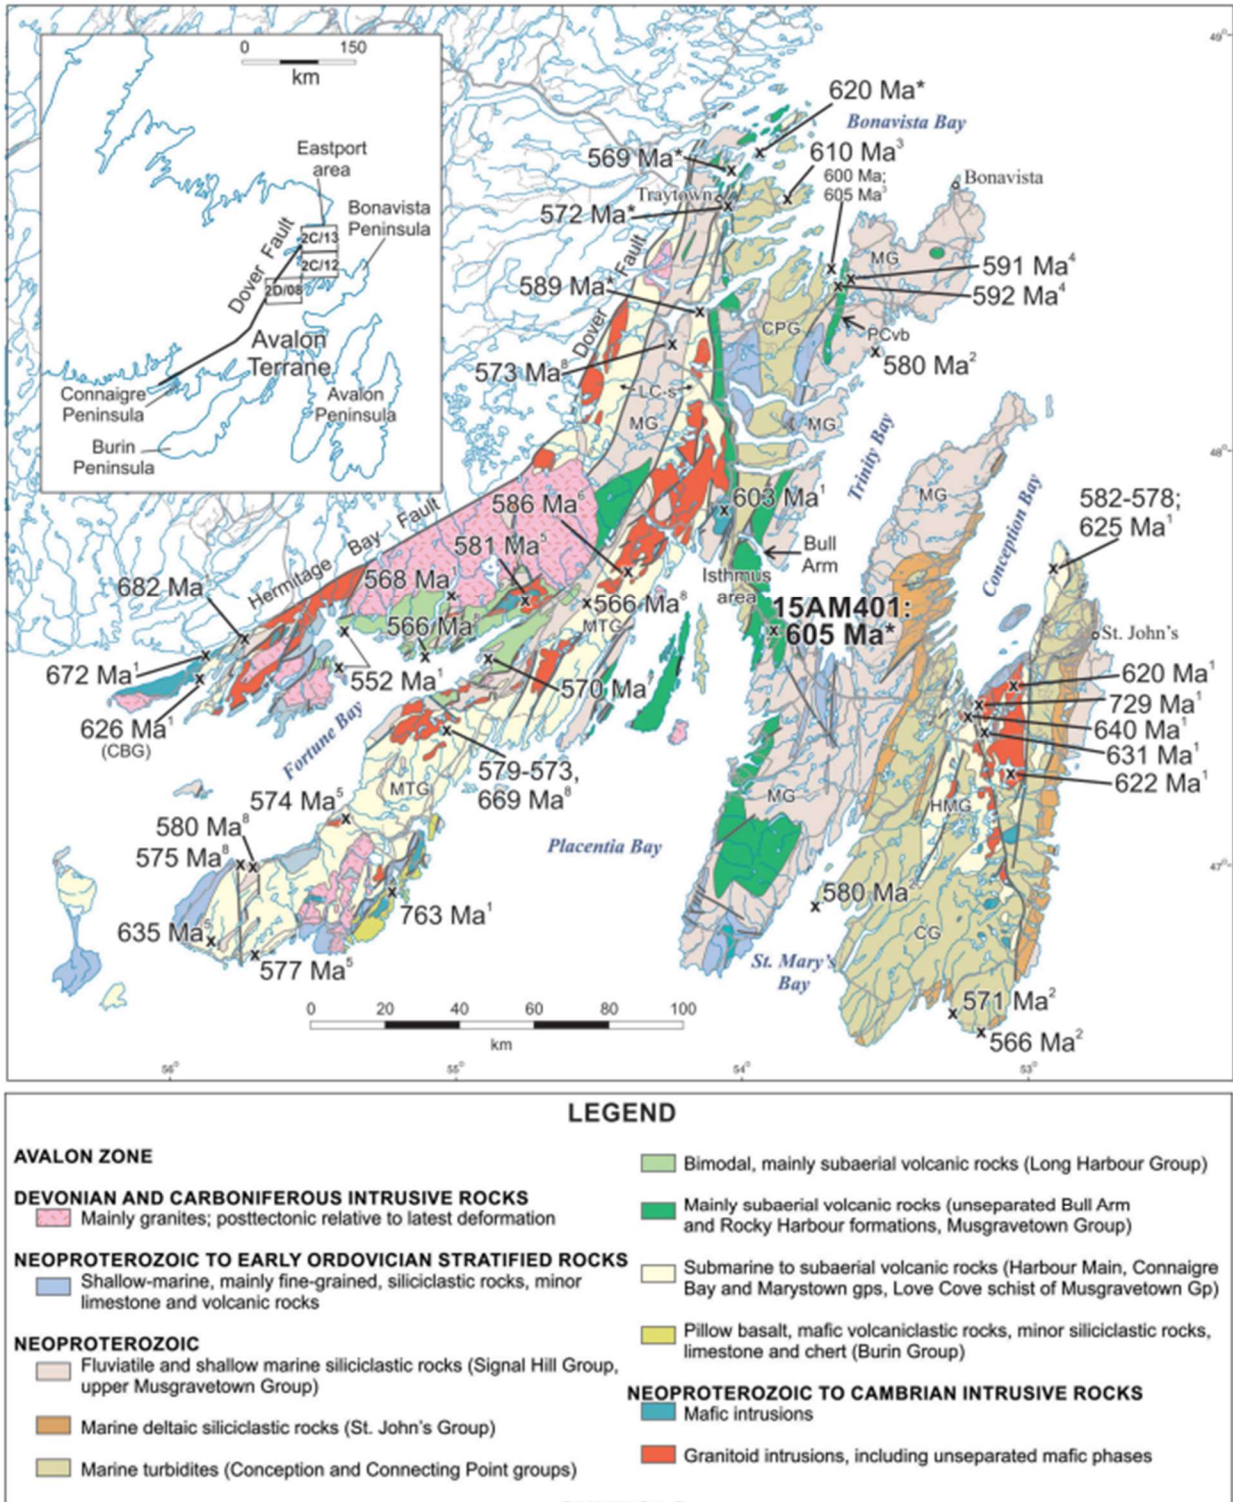 49°
0 150
km
Eastport
area
Bonavista
Peninsula
Dover Fault
2C/13
2C/12
2D/08
Avalon
Terrane
Connaigre
Peninsula
Avalon
Peninsula
Burin
Peninsula
620 Ma*
Bonavista Bay
569 Ma*
610 Ma3
600 Ma;
605 Ma
Traytown
Bonavista
572 Ma*
Dover Fault
MG
591 Ma4
592 Ma4
589 Ma*
CPG
PCvb
580 Ma2
573 Ma8
LC-s
MG
MG
48°
Trinity Bay
MG
Conception Bay
582-578;
625 Ma1
586 Ma6
603 Ma1
Hermitage Bay Fault
581 Ma5
Bull
Arm
682 Ma
568 Ma1
Isthmus
area
566 Ma8
MTG
566 Ma
15AM401:
605 Ma*
St. John's
672 Ma1
552 Ma1
570 Ma
620 Ma1
626 Ma1
(CBG)
729 Ma1
640 Ma1
631 Ma1
622 Ma1
Fortune Bay
579-573,
669 Ma8
MTG
574 Ma5
MG
HMG
580 Ma8
575 Ma8
Placentia Bay
47°
580 Ma2
763 Ma1
635 Ma5
CG
577 Ma5
St. Mary's
Bay
571 Ma2
566 Ma2
0 20 40 60 80 100
km
56° 55° 54° 53°
LEGEND
AVALON ZONE
DEVONIAN AND CARBONIFEROUS INTRUSIVE ROCKS
Mainly granites; posttectonic relative to latest deformation
NEOPROTEROZOIC TO EARLY ORDOVICIAN STRATIFIED ROCKS
Shallow-marine, mainly fine-grained, siliciclastic rocks, minor
limestone and volcanic rocks
NEOPROTEROZOIC
Fluviatile and shallow marine siliciclastic rocks (Signal Hill Group,
upper Musgravetown Group)
Marine deltaic siliciclastic rocks (St. John's Group)
Marine turbidites (Conception and Connecting Point groups)
Bimodal, mainly subaerial volcanic rocks (Long Harbour Group)
Mainly subaerial volcanic rocks (unseparated Bull Arm
and Rocky Harbour formations, Musgravetown Group)
Submarine to subaerial volcanic rocks (Harbour Main, Connaigre
Bay and Marystown gps, Love Cove schist of Musgravetown Gp)
Pillow basalt, mafic volcaniclastic rocks, minor siliciclastic rocks,
limestone and chert (Burin Group)
NEOPROTEROZOIC TO CAMBRIAN INTRUSIVE ROCKS
Mafic intrusions
Granitoid intrusions, including unseparated mafic phases